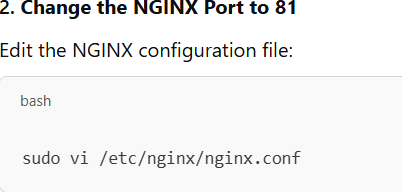 2. Change the NGINX Port to 81
Edit the NGINX configuration file:
bash
sudo vi /etc/nginx/nginx.conf